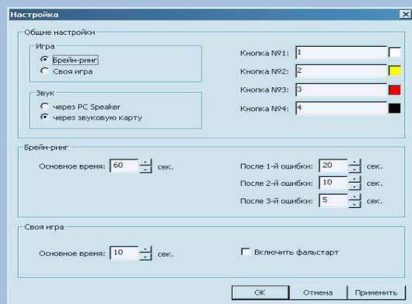 Настройка
Общие настройки
Игра
Брейн-ринг
Своя игра
Звук
через PC Speaker
через звуковую карту
Кнопка №1: 1
Кнопка №2: 2
Кнопка №3: 3
Кнопка №4: 4
Брейн-ринг
Основное время: 60 сек.
После 1-й ошибки: 20 сек.
После 2-й ошибки: 10 сек.
После 3-й ошибки: 5 сек.
Своя игра
Основное время: 10 сек.
Включить фальстарт
OK Отмена Применить